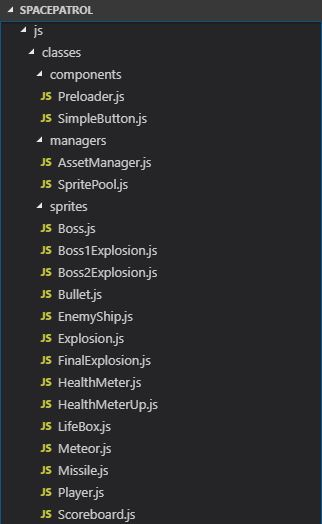 SPACEPATROL
js
classes
components
JS Preloader.js
JS SimpleButton.js
managers
JS AssetManager.js
JS SpritePool.js
sprites
JS Boss.js
JS Boss1Explosion.js
JS Boss2Explosion.js
JS Bullet.js
JS EnemyShip.js
JS Explosion.js
JS FinalExplosion.js
JS HealthMeter.js
JS HealthMeterUp.js
JS LifeBox.js
JS Meteor.js
JS Missile.js
JS Player.js
JS Scoreboard.js